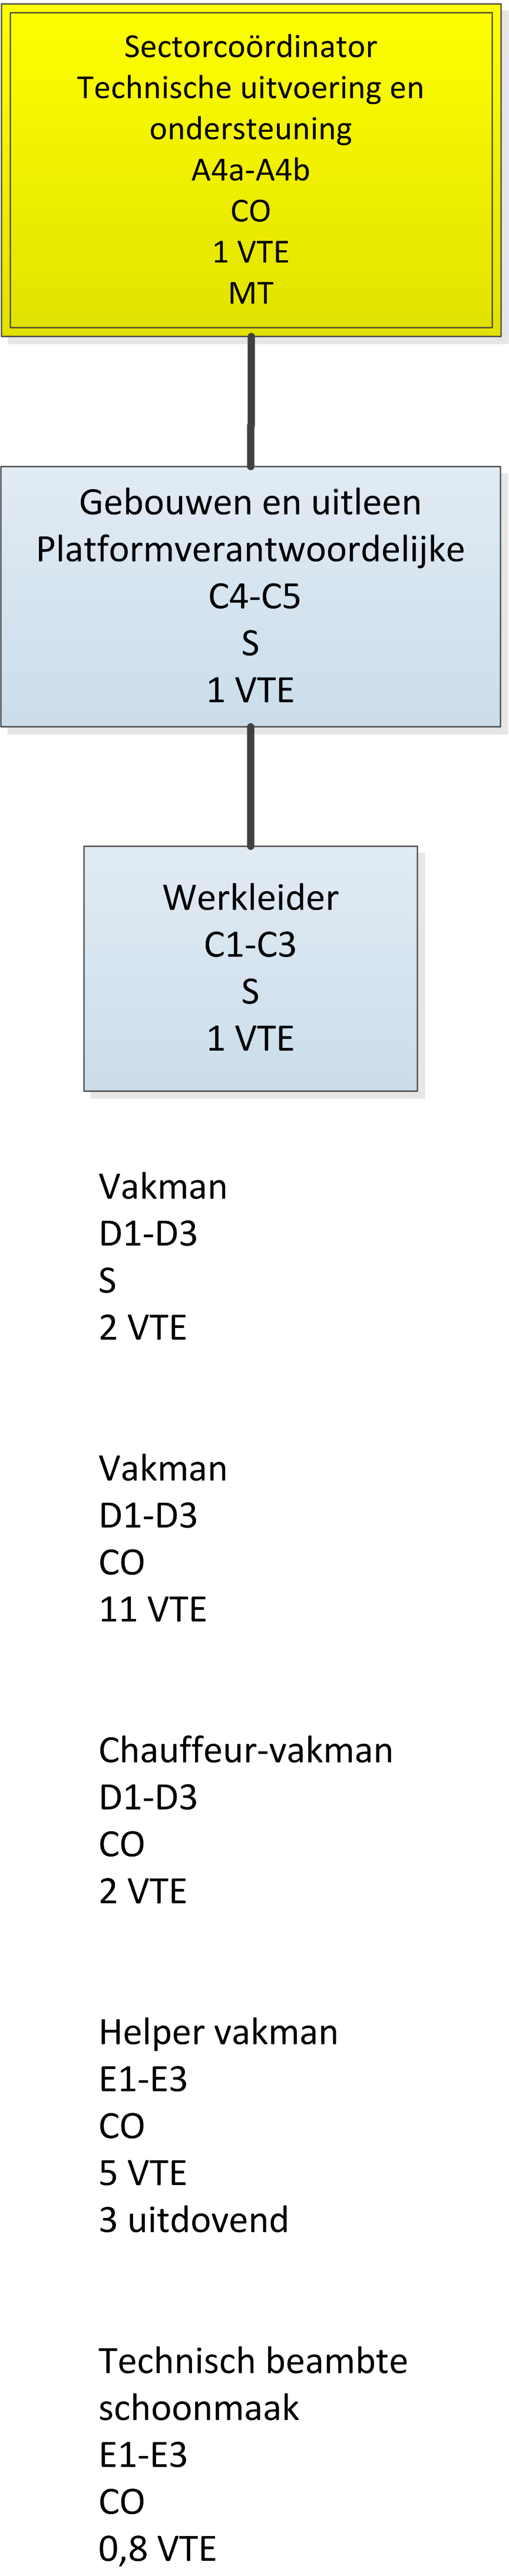 Sectorcoördinator
Technische uitvoering en
ondersteuning
A4a-A4b
CO
1 VTE
MT
Gebouwen en uitleen
Platformverantwoordelijke
C4-C5
S
1 VTE
Werkleider
C1-C3
S
1 VTE
Vakman
D1-D3
S
2 VTE
Vakman
D1-D3
CO
11 VTE
Chauffeur-vakman
D1-D3
CO
2 VTE
Helper vakman
E1-E3
CO
5 VTE
3 uitdovend
Technisch beambte
schoonmaak
E1-E3
CO
0,8 VTE